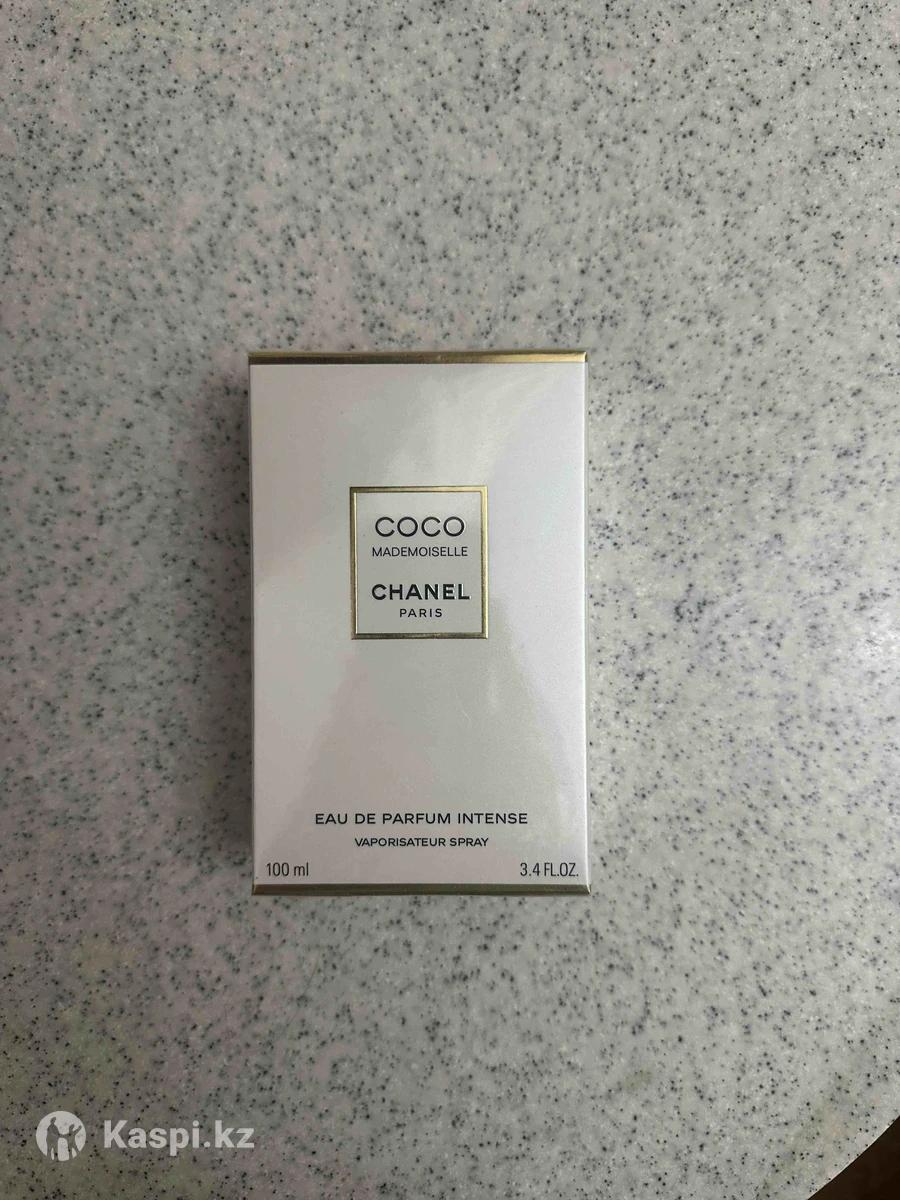 COCO
MADEMOISELLE
CHANEL
PARIS
EAU DE PARFUM INTENSE
VAPORISATEUR SPRAY
100 ml 3.4 FL.OZ.
Kaspi.kz